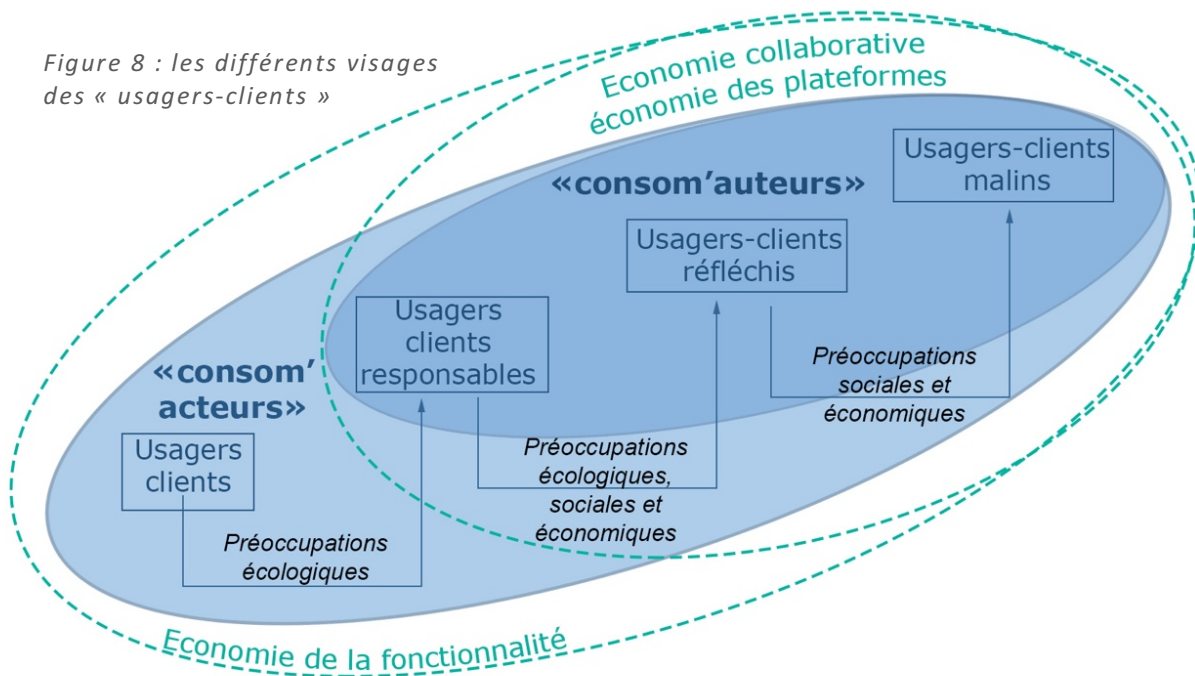 Figure 8 : les différents visages
des « usagers-clients »
Economie collaborative
économie des plateformes
Usagers-clients
malins
«consom’auteurs»
Usagers-clients
réfléchis
Usagers
clients
responsables
Préoccupations
sociales et
économiques
«consom’
acteurs»
Usagers
clients
Préoccupations
écologiques,
sociales et
économiques
Préoccupations
écologiques
Economie de la fonctionnalité